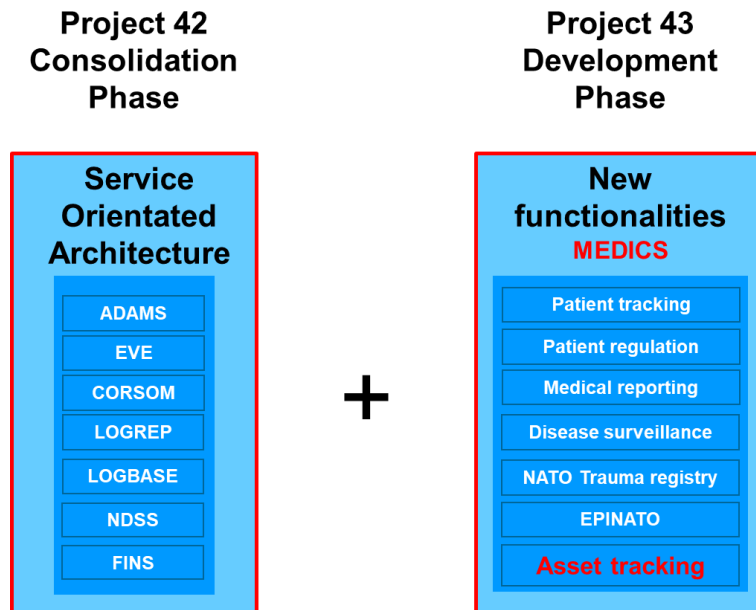 Project 42
Consolidation
Phase
Service
Orientated
Architecture
ADAMS
EVE
CORSOM
LOGREP
LOGBASE
NDSS
FINS
+
Project 43
Development
Phase
New
functionalities
MEDICS
Patient tracking
Patient regulation
Medical reporting
Disease surveillance
NATO Trauma registry
EPINATO
Asset tracking